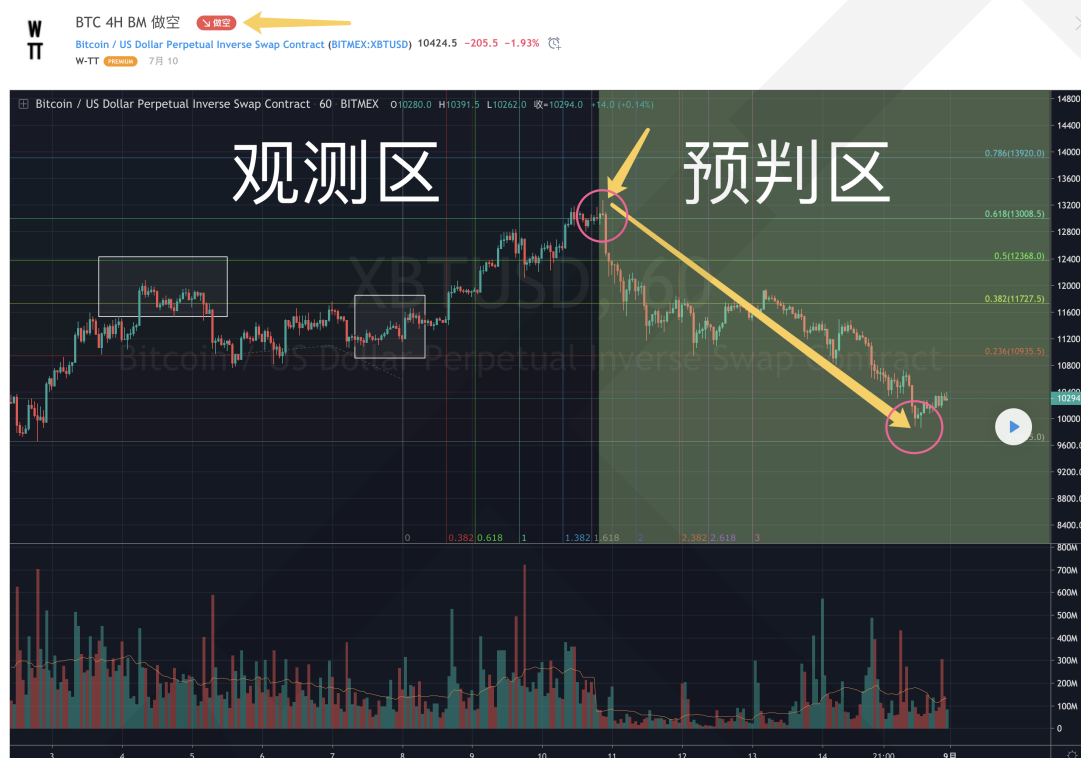 W
TT
BTC 4H BM 做空 做空
Bitcoin / US Dollar Perpetual Inverse Swap Contract (BITMEX:XBTUSD) 10424.5 −205.5 −1.93%
W-TT PREMIUM 7月 10
Bitcoin / US Dollar Perpetual Inverse Swap Contract · 60 · BITMEX O10280.0 H10391.5 L10262.0 收=10294.0 +14.0 (+0.14%)
观测区 预判区
XBTUSD, 60
Bitcoin / US Dollar Perpetual Inverse Swap Contract
0.786(13920.0)
0.618(13008.5)
0.5(12368.0)
0.382(11727.5)
0.236(10935.5)
14800
14400
14000
13600
13200
12800
12400
12000
11600
11200
10800
10400
10294
10000
9600.0
9200.0
8800.0
8400.0
0 0.382 0.618 1 1.382 1.618 2 2.382 2.618 3
800M
700M
600M
500M
400M
300M
200M
100M
0
3 4 5 6 7 8 9 10 11 12 13 14 21:00 9月